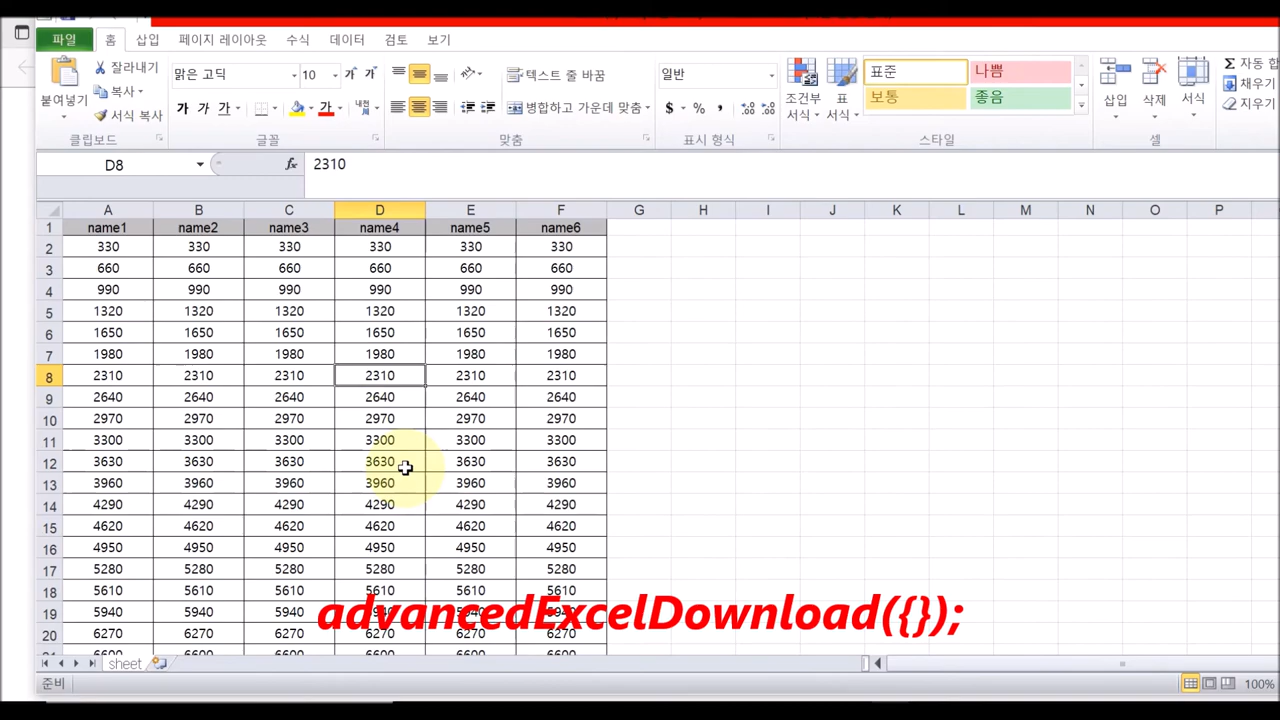 파일 홈 삽입 페이지 레이아웃 수식 데이터 검토 보기
잘라내기 맑은 고딕 10 가 가 텍스트 줄 바꿈 일반 표준 나쁨 자동 합
붙여넣기 복사 가 가 가 가 병합하고 가운데 맞춤 $ % , 조건부 서식 표 서식 보통 좋음 삽입 삭제 서식 채우기
서식 복사 지우기
클립보드 글꼴 맞춤 표시 형식 스타일 셀
D8 fx 2310
A B C D E F G H I J K L M N O P
1 name1 name2 name3 name4 name5 name6
2 330 330 330 330 330 330
3 660 660 660 660 660 660
4 990 990 990 990 990 990
5 1320 1320 1320 1320 1320 1320
6 1650 1650 1650 1650 1650 1650
7 1980 1980 1980 1980 1980 1980
8 2310 2310 2310 2310 2310 2310
9 2640 2640 2640 2640 2640 2640
10 2970 2970 2970 2970 2970 2970
11 3300 3300 3300 3300 3300 3300
12 3630 3630 3630 3630 3630 3630
13 3960 3960 3960 3960 3960 3960
14 4290 4290 4290 4290 4290 4290
15 4620 4620 4620 4620 4620 4620
16 4950 4950 4950 4950 4950 4950
17 5280 5280 5280 5280 5280 5280
18 5610 5610 5610 5610 5610 5610
19 5940 5940 5940 5940 5940 5940
advancedExcelDownload({});
20 6270 6270 6270 6270 6270 6270
sheet
준비 100%